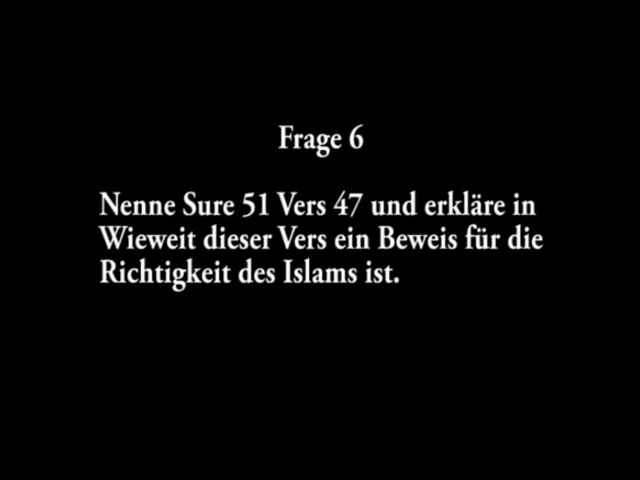 Frage 6
Nenne Sure 51 Vers 47 und erkläre in
Wieweit dieser Vers ein Beweis für die
Richtigkeit des Islams ist.